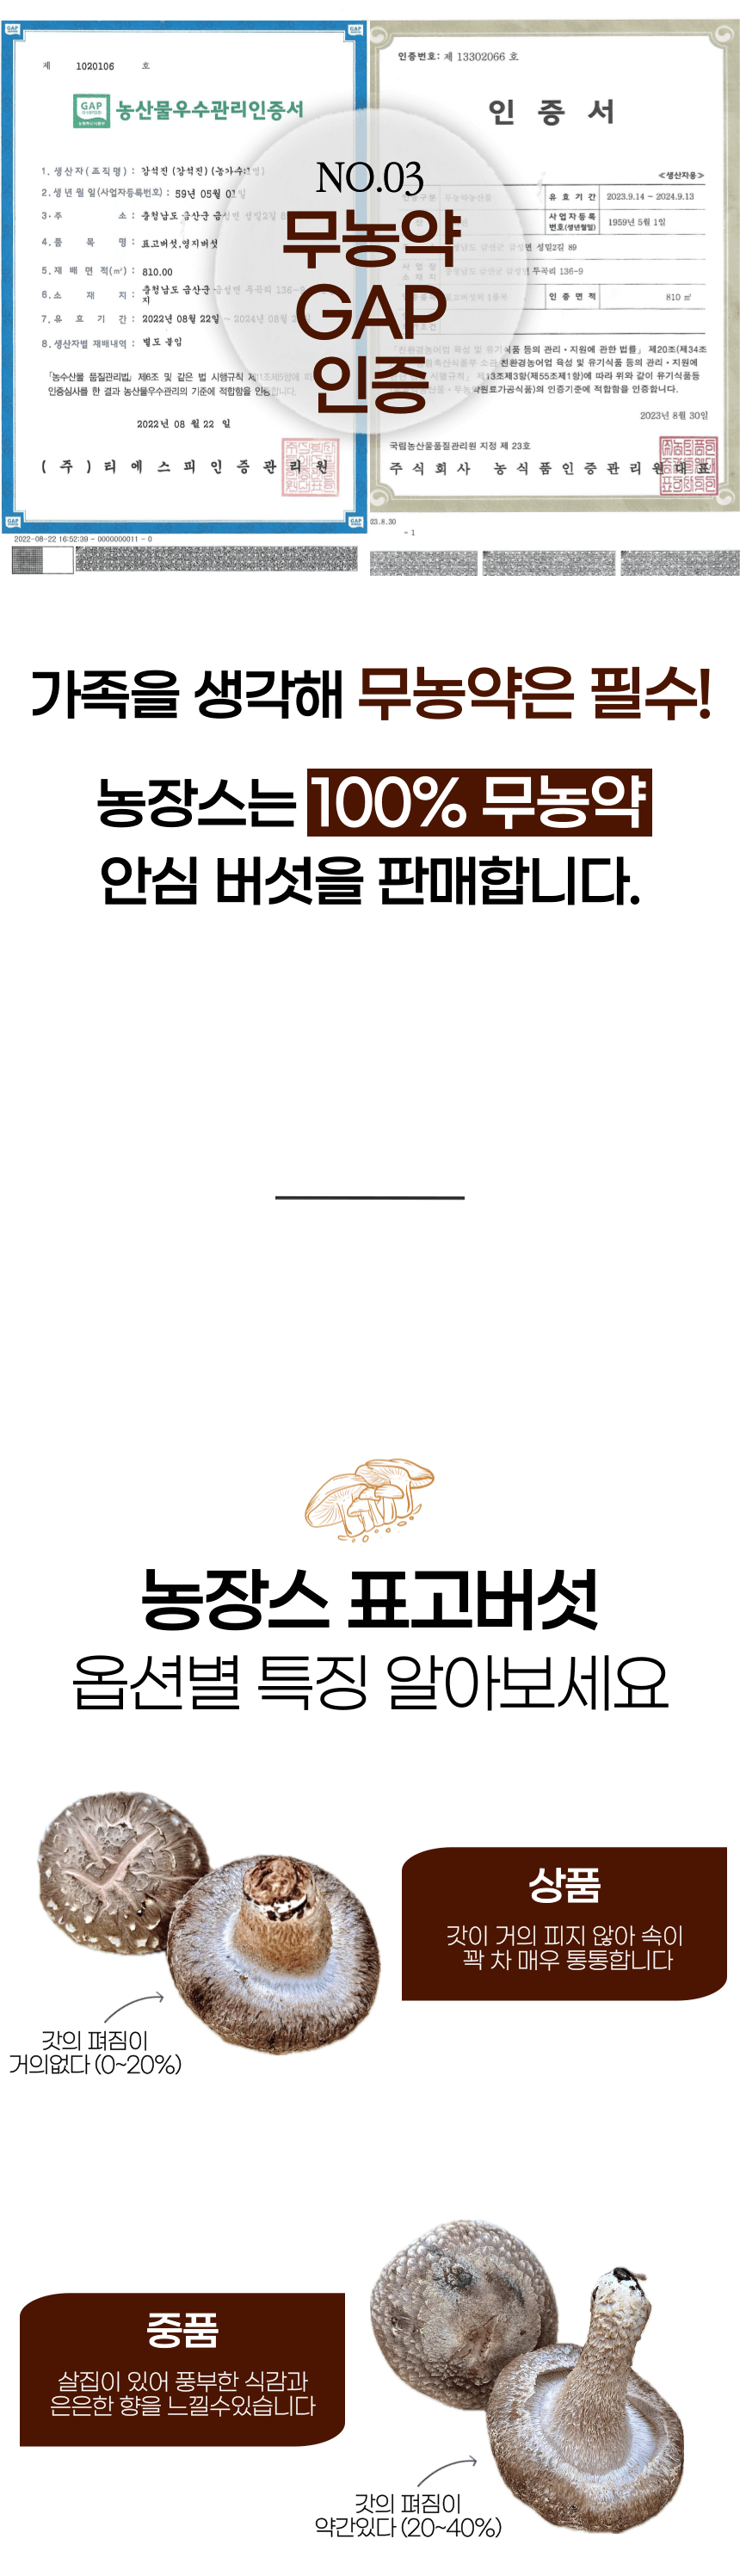 제 1020106 호
GAP 농산물우수관리인증서
1. 생산자(조직명) : 강석진 (강석진) (농가수:1명)
2. 생년월일(사업자등록번호) : 59년 05월 01일
3. 주 소 : 충청남도 금산군 금성면 성밑2길 8
4. 품 목 명 : 표고버섯,영지버섯
5. 재 배 면 적(㎡) : 810.00
6. 소 재 지 : 충청남도 금산군 금성면 두곡리 136-9
지
7. 유 효 기 간 : 2022년 08월 22일 ~ 2024년 08월 2
8. 생산자별 재배내역 : 별도 붙임
「농수산물 품질관리법」 제6조 및 같은 법 시행규칙 제11조제5항에 따
인증심사를 한 결과 농산물우수관리의 기준에 적합함을 인증합니다.
2022년 08 월 22 일
( 주 ) 티 에 스 피 인 증 관 리 원
2022-08-22 16:52:39 - 0000000011 - 0
인증번호: 제 13302066 호
인 증 서
<생산자용>
인증구분 무농약농산물
유 효 기 간 2023.9.14 ~ 2024.9.13
사업자등록
번호(생년월일) 1959년 5월 1일
금산군 금성면 성밑2길 89
사 업 장
소 재 지 충청남도 금산군 금성면 두곡리 136-9
표고버섯외 1품목
인 증 면 적 810 ㎡
「친환경농어업 육성 및 유기식품 등의 관리ㆍ지원에 관한 법률」 제20조(제34조
친환경농어업 육성 및 유기식품 등의 관리ㆍ지원에
시행규칙」 제13조제3항(제55조제1항)에 따라 위와 같이 유기식품등
무농약원료가공식품)의 인증기준에 적합함을 인증합니다.
2023년 8월 30일
국립농산물품질관리원 지정 제 23호
주 식 회 사 농 식 품 인 증 관 리 원 대 표
23.8.30
- 1
NO.03
무농약
GAP
인증
가족을 생각해 무농약은 필수!
농장스는 100% 무농약
안심 버섯을 판매합니다.
농장스 표고버섯
옵션별 특징 알아보세요
상품
갓이 거의 피지 않아 속이
꽉 차 매우 통통합니다
갓의 펴짐이
거의없다 (0~20%)
중품
살집이 있어 풍부한 식감과
은은한 향을 느낄수있습니다
갓의 펴짐이
약간있다 (20~40%)